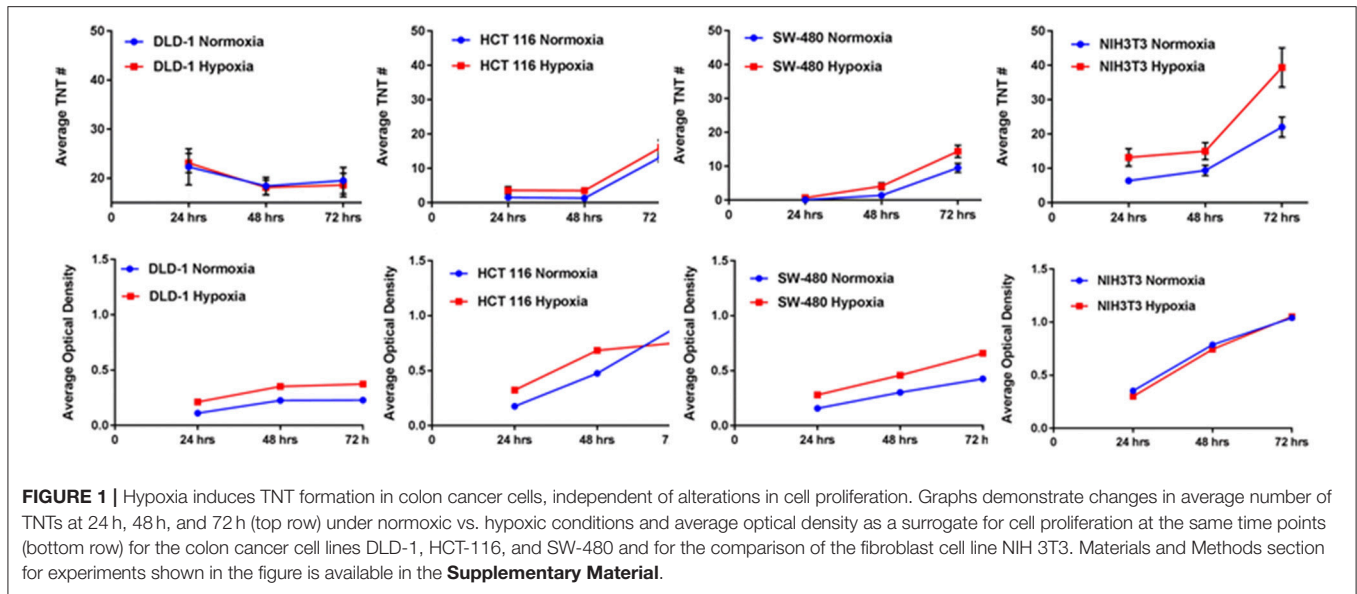 50
40
30
20
Average TNT #
DLD-1 Normoxia
DLD-1 Hypoxia
0
24 hrs
48 hrs
72 hrs
50
40
30
20
10
0
Average TNT #
HCT 116 Normoxia
HCT 116 Hypoxia
0
24 hrs
48 hrs
72
50
40
30
20
10
0
Average TNT #
SW-480 Normoxia
SW-480 Hypoxia
0
24 hrs
48 hrs
72 hrs
50
40
30
20
10
0
Average TNT #
NIH3T3 Normoxia
NIH3T3 Hypoxia
0
24 hrs
48 hrs
72 hrs
1.5
1.0
0.5
0.0
Average Optical Density
DLD-1 Normoxia
DLD-1 Hypoxia
0
24 hrs
48 hrs
72 h
1.5
1.0
0.5
0.0
Average Optical Density
HCT 116 Normoxia
HCT 116 Hypoxia
0
24 hrs
48 hrs
1.5
1.0
0.5
0.0
Average Optical Density
SW-480 Normoxia
SW-480 Hypoxia
0
24 hrs
48 hrs
72 h
1.5
1.0
0.5
0.0
Average Optical Density
NIH3T3 Normoxia
NIH3T3 Hypoxia
0
24 hrs
48 hrs
72 hrs
FIGURE 1 | Hypoxia induces TNT formation in colon cancer cells, independent of alterations in cell proliferation. Graphs demonstrate changes in average number of
TNTs at 24 h, 48 h, and 72 h (top row) under normoxic vs. hypoxic conditions and average optical density as a surrogate for cell proliferation at the same time points
(bottom row) for the colon cancer cell lines DLD-1, HCT-116, and SW-480 and for the comparison of the fibroblast cell line NIH 3T3. Materials and Methods section
for experiments shown in the figure is available in the Supplementary Material.